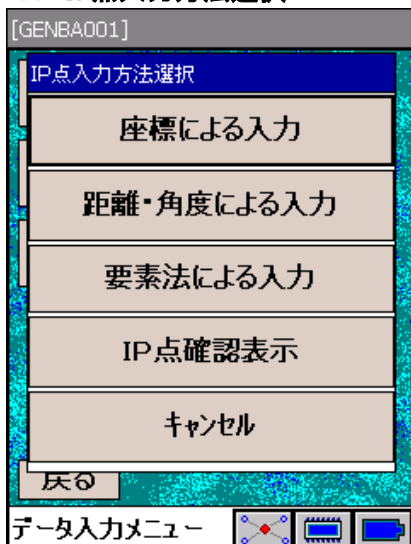 [GENBA001]
IP点入力方法選択
座標による入力
距離・角度による入力
要素法による入力
IP点確認表示
キャンセル
戻る
データ入力メニュー